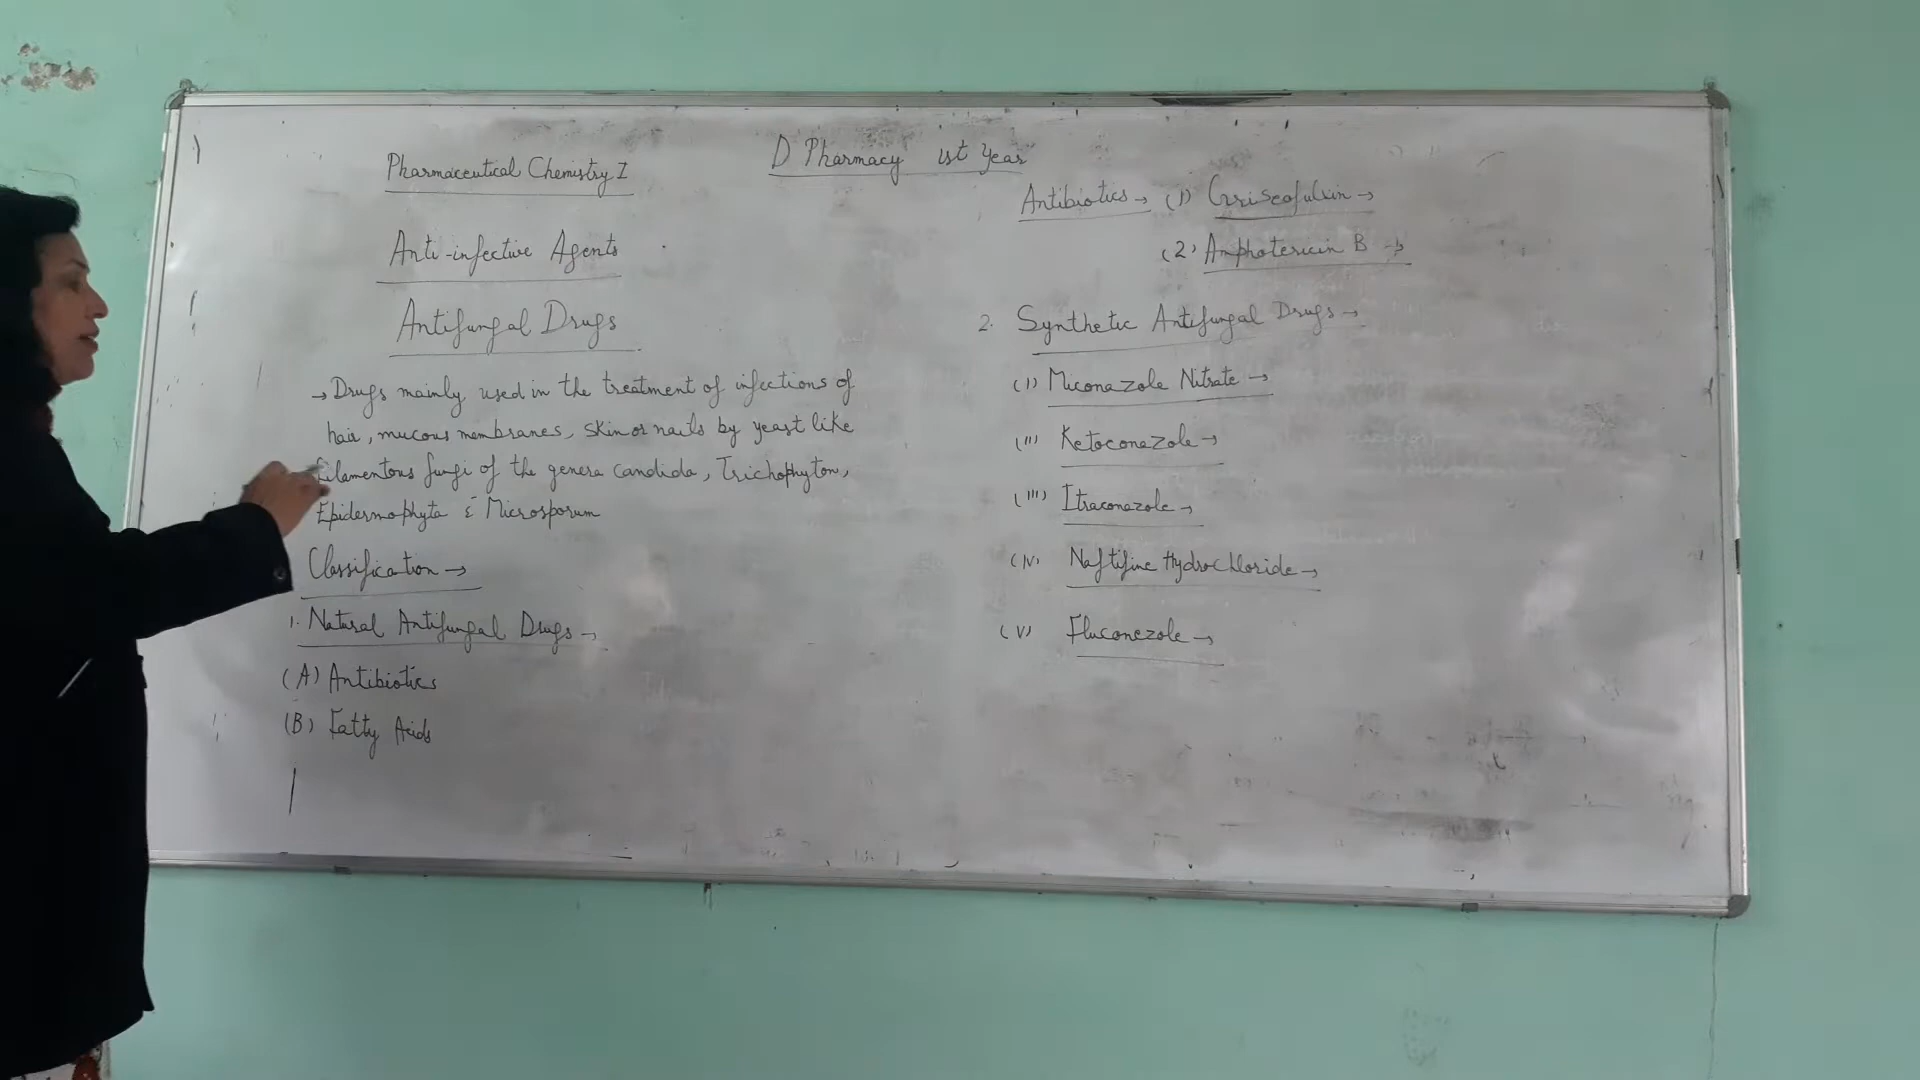 D Pharmacy 1st Year
Pharmaceutical Chemistry I
Anti-infective Agents
Antifungal Drugs
→ Drugs mainly used in the treatment of infections of
hair, mucous membranes, skin or nails by yeast like
filamentous fungi of the genera candida, Trichophyton,
Epidermophyta & Microsporum
Classification →
1. Natural Antifungal Drugs →
(A) Antibiotics
(B) Fatty Acids
Antibiotics → (1) Griseofulvin →
(2) Amphotericin B →
2. Synthetic Antifungal Drugs →
(I) Miconazole Nitrate →
(II) Ketoconazole →
(III) Itraconazole →
(IV) Naftifine Hydrochloride →
(V) Fluconezole →